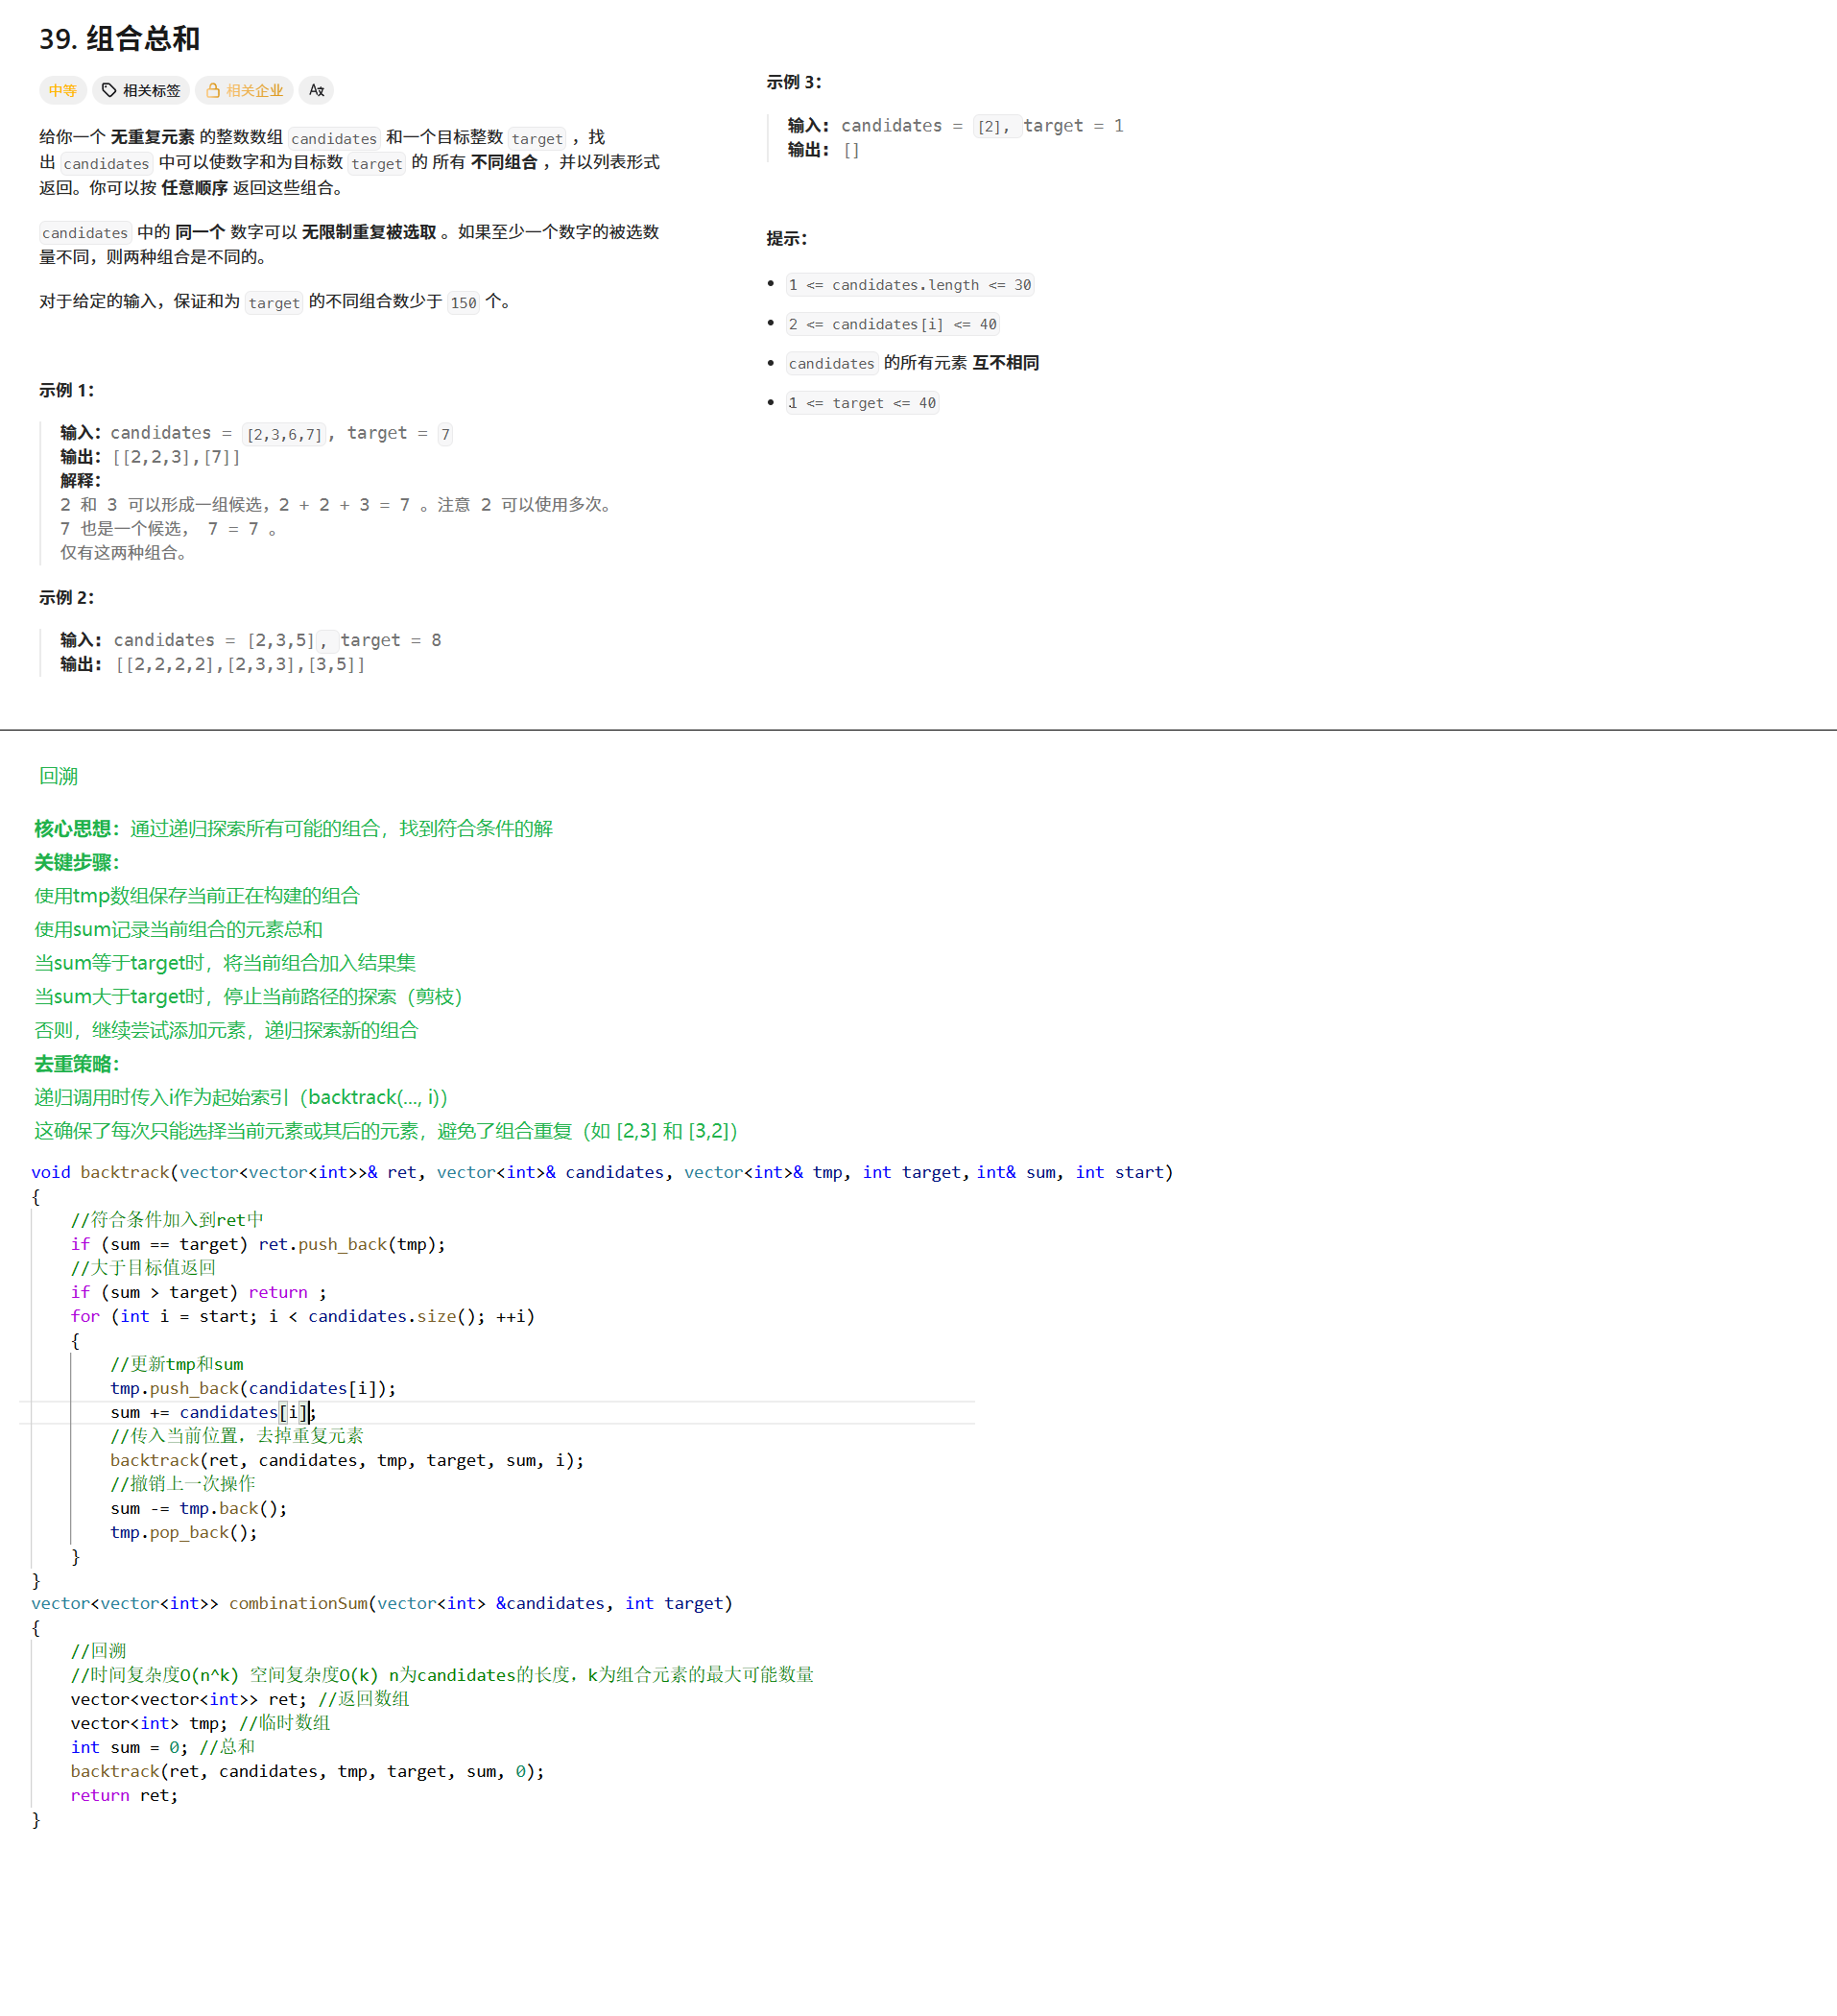 39. 组合总和
中等 相关标签 相关企业 Aあ
给你一个 无重复元素 的整数数组 candidates 和一个目标整数 target ，找
出 candidates 中可以使数字和为目标数 target 的 所有 不同组合 ，并以列表形式
返回。你可以按 任意顺序 返回这些组合。
candidates 中的 同一个 数字可以 无限制重复被选取 。如果至少一个数字的被选数
量不同，则两种组合是不同的。
对于给定的输入，保证和为 target 的不同组合数少于 150 个。
示例 1：
输入：candidates = [2,3,6,7], target = 7
输出：[[2,2,3],[7]]
解释：
2 和 3 可以形成一组候选，2 + 2 + 3 = 7 。注意 2 可以使用多次。
7 也是一个候选， 7 = 7 。
仅有这两种组合。
示例 2：
输入: candidates = [2,3,5], target = 8
输出: [[2,2,2,2],[2,3,3],[3,5]]
示例 3：
输入: candidates = [2], target = 1
输出: []
提示：
1 <= candidates.length <= 30
2 <= candidates[i] <= 40
candidates 的所有元素 互不相同
1 <= target <= 40
回溯
核心思想：通过递归探索所有可能的组合，找到符合条件的解
关键步骤：
使用tmp数组保存当前正在构建的组合
使用sum记录当前组合的元素总和
当sum等于target时，将当前组合加入结果集
当sum大于target时，停止当前路径的探索（剪枝）
否则，继续尝试添加元素，递归探索新的组合
去重策略：
递归调用时传入i作为起始索引（backtrack(..., i)）
这确保了每次只能选择当前元素或其后的元素，避免了组合重复（如 [2,3] 和 [3,2]）
void backtrack(vector<vector<int>>& ret, vector<int>& candidates, vector<int>& tmp, int target, int& sum, int start)
{
//符合条件加入到ret中
if (sum == target) ret.push_back(tmp);
//大于目标值返回
if (sum > target) return ;
for (int i = start; i < candidates.size(); ++i)
{
//更新tmp和sum
tmp.push_back(candidates[i]);
sum += candidates[i];
//传入当前位置，去掉重复元素
backtrack(ret, candidates, tmp, target, sum, i);
//撤销上一次操作
sum -= tmp.back();
tmp.pop_back();
}
}
vector<vector<int>> combinationSum(vector<int> &candidates, int target)
{
//回溯
//时间复杂度O(n^k) 空间复杂度O(k) n为candidates的长度，k为组合元素的最大可能数量
vector<vector<int>> ret; //返回数组
vector<int> tmp; //临时数组
int sum = 0; //总和
backtrack(ret, candidates, tmp, target, sum, 0);
return ret;
}